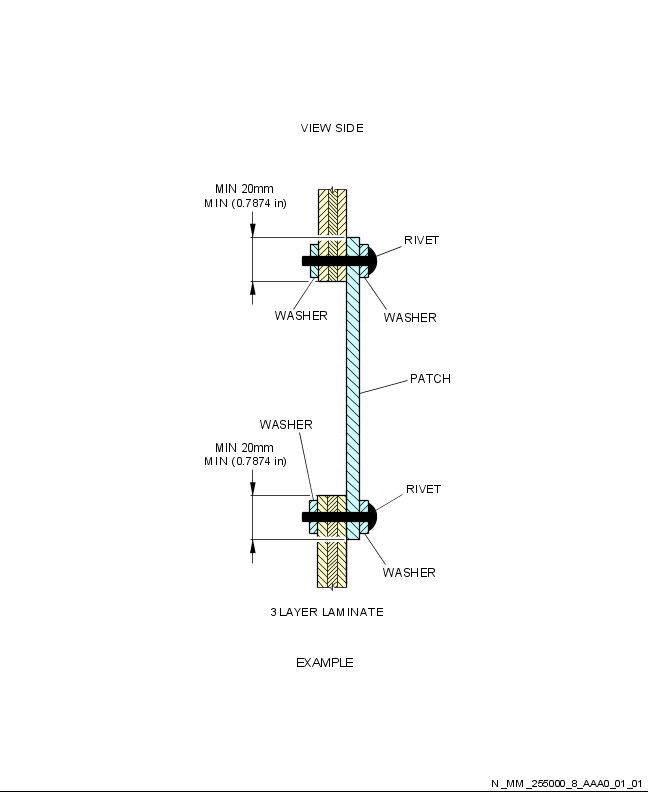 VIEW SIDE
MIN 20mm
MIN (0.7874 in)
RIVET
WASHER
WASHER
PATCH
WASHER
MIN 20mm
MIN (0.7874 in)
RIVET
WASHER
3 LAYER LAMINATE
EXAMPLE
N_MM_255000_8_AAA0_01_01